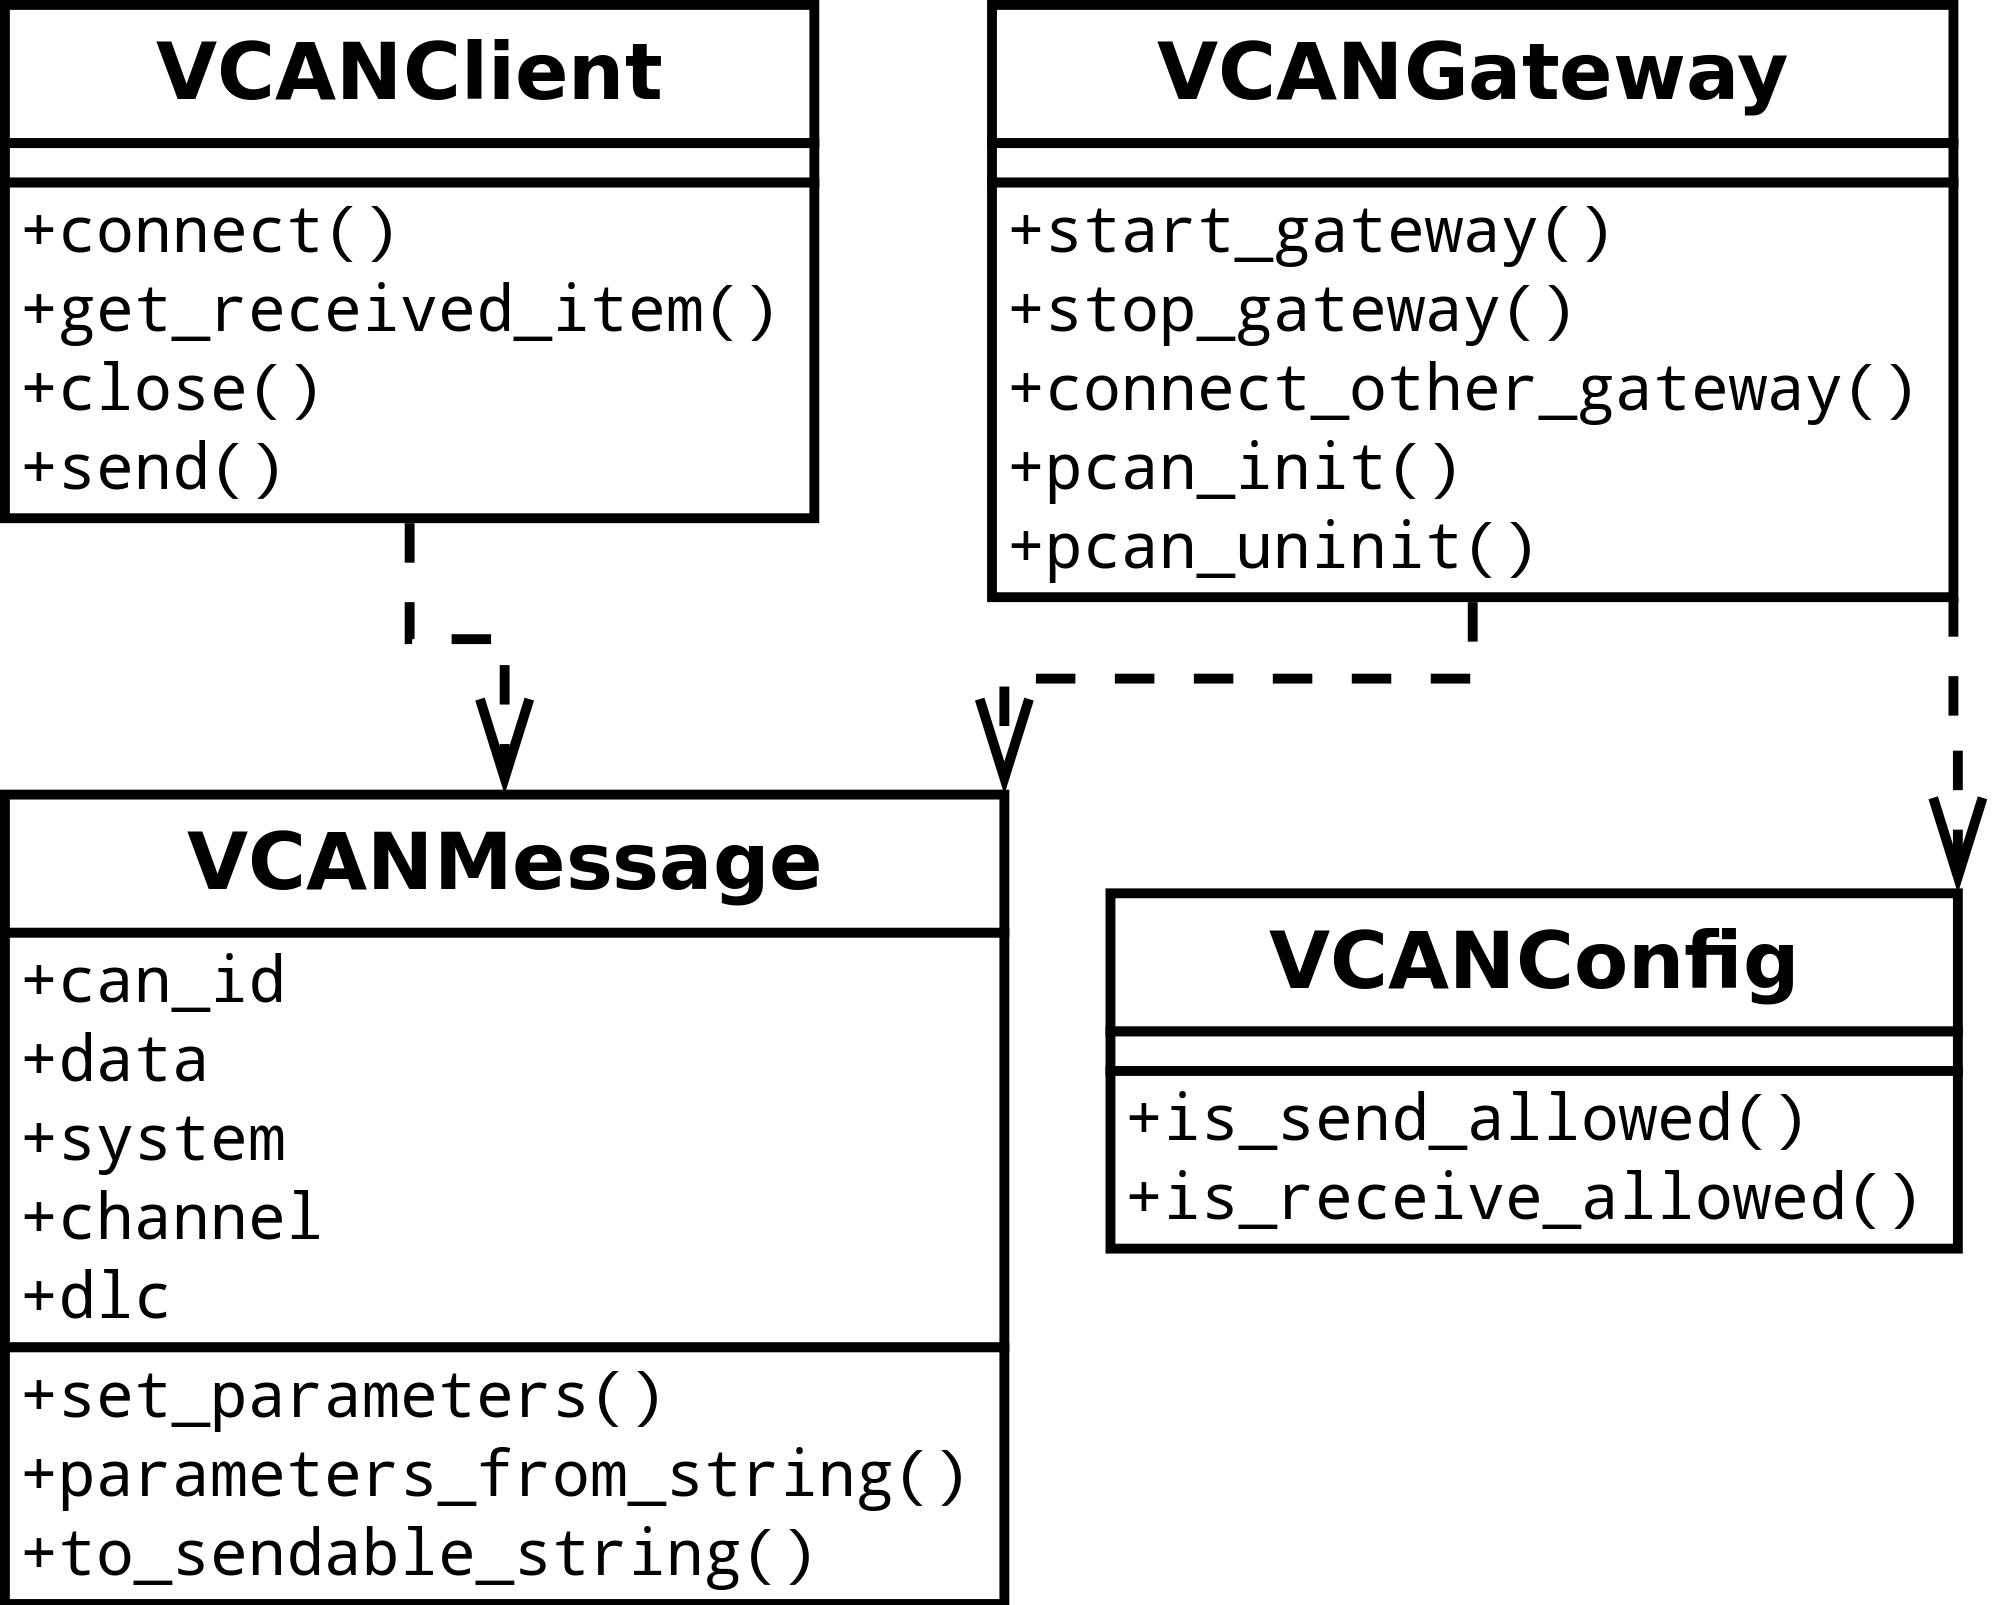 VCANClient
+connect()
+get_received_item()
+close()
+send()
VCANGateway
+start_gateway()
+stop_gateway()
+connect_other_gateway()
+pcan_init()
+pcan_uninit()
VCANMessage
+can_id
+data
+system
+channel
+dlc
+set_parameters()
+parameters_from_string()
+to_sendable_string()
VCANConfig
+is_send_allowed()
+is_receive_allowed()